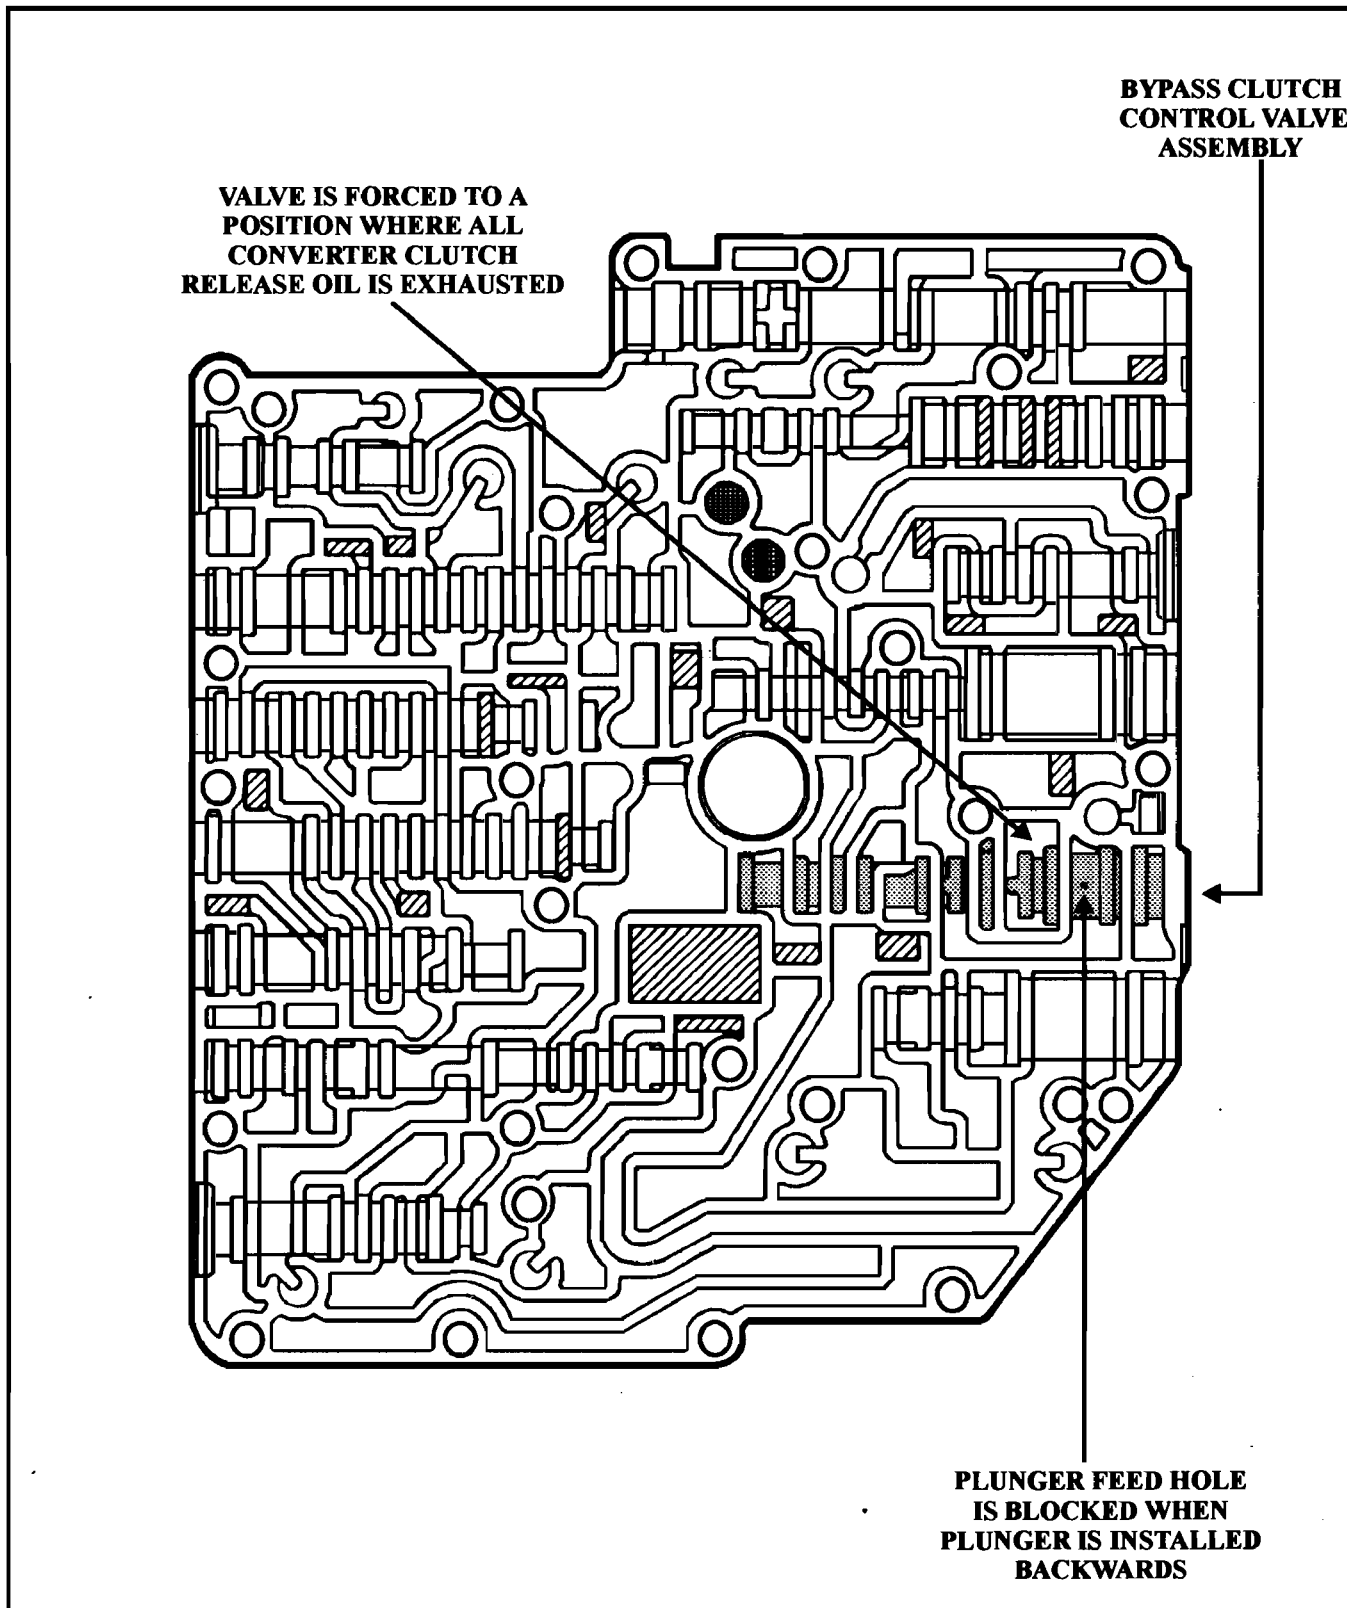 BYPASS CLUTCH
CONTROL VALVE
ASSEMBLY
VALVE IS FORCED TO A
POSITION WHERE ALL
CONVERTER CLUTCH
RELEASE OIL IS EXHAUSTED
PLUNGER FEED HOLE
IS BLOCKED WHEN
PLUNGER IS INSTALLED
BACKWARDS